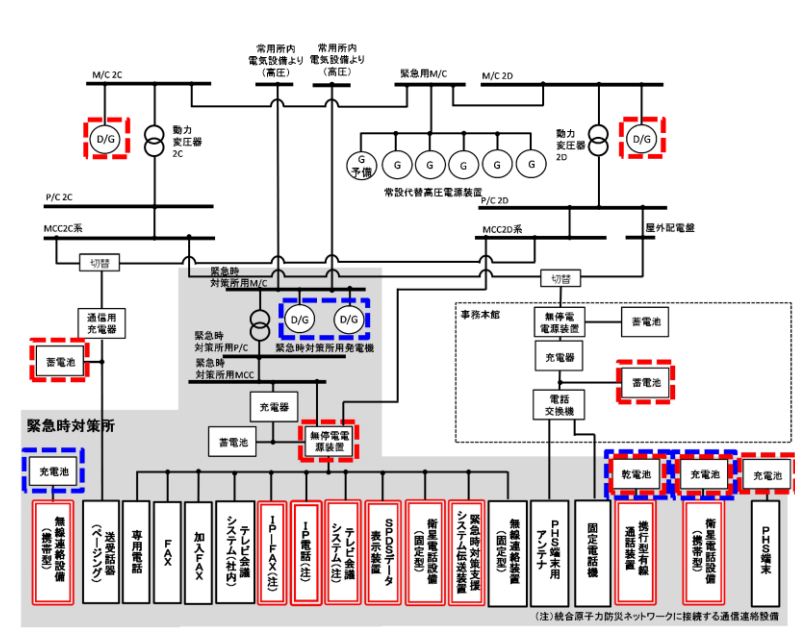 常用所内
電気設備より
(高圧)
常用所内
電気設備より
(高圧)
M/C 2C
緊急用M/C
M/C 2D
D/G
動力
変圧器
2C
G
予備
G
G
G
G
G
常設代替高圧電源装置
動力
変圧器
2D
D/G
P/C 2C
P/C 2D
MCC2C系
MCC2D系
屋外配電盤
切替
緊急時
対策所用M/C
切替
通信用
充電器
D/G
D/G
緊急時対策所用発電機
緊急時
対策所用P/C
緊急時
対策所用MCC
事務本館
無停電
電源装置
蓄電池
充電器
蓄電池
電話
交換機
蓄電池
充電器
緊急時対策所
蓄電池
無停電電
源装置
充電池
乾電池
充電池
充電池
無線連絡設備
(携帯型)
送受話器
(ページング)
専用電話
FAX
加入FAX
テレビ会議
システム(社内)
IP-FAX(注)
IP電話(注)
テレビ会議
システム(注)
SPDSデータ
表示装置
衛星電話設備
(固定型)
緊急時対策支援
システム伝送装置
無線連絡装置
(固定型)
PHS端末用
アンテナ
固定電話機
携行型有線
通話装置
衛星電話設備
(携帯型)
PHS端末
(注)統合原子力防災ネットワークに接続する通信連絡設備